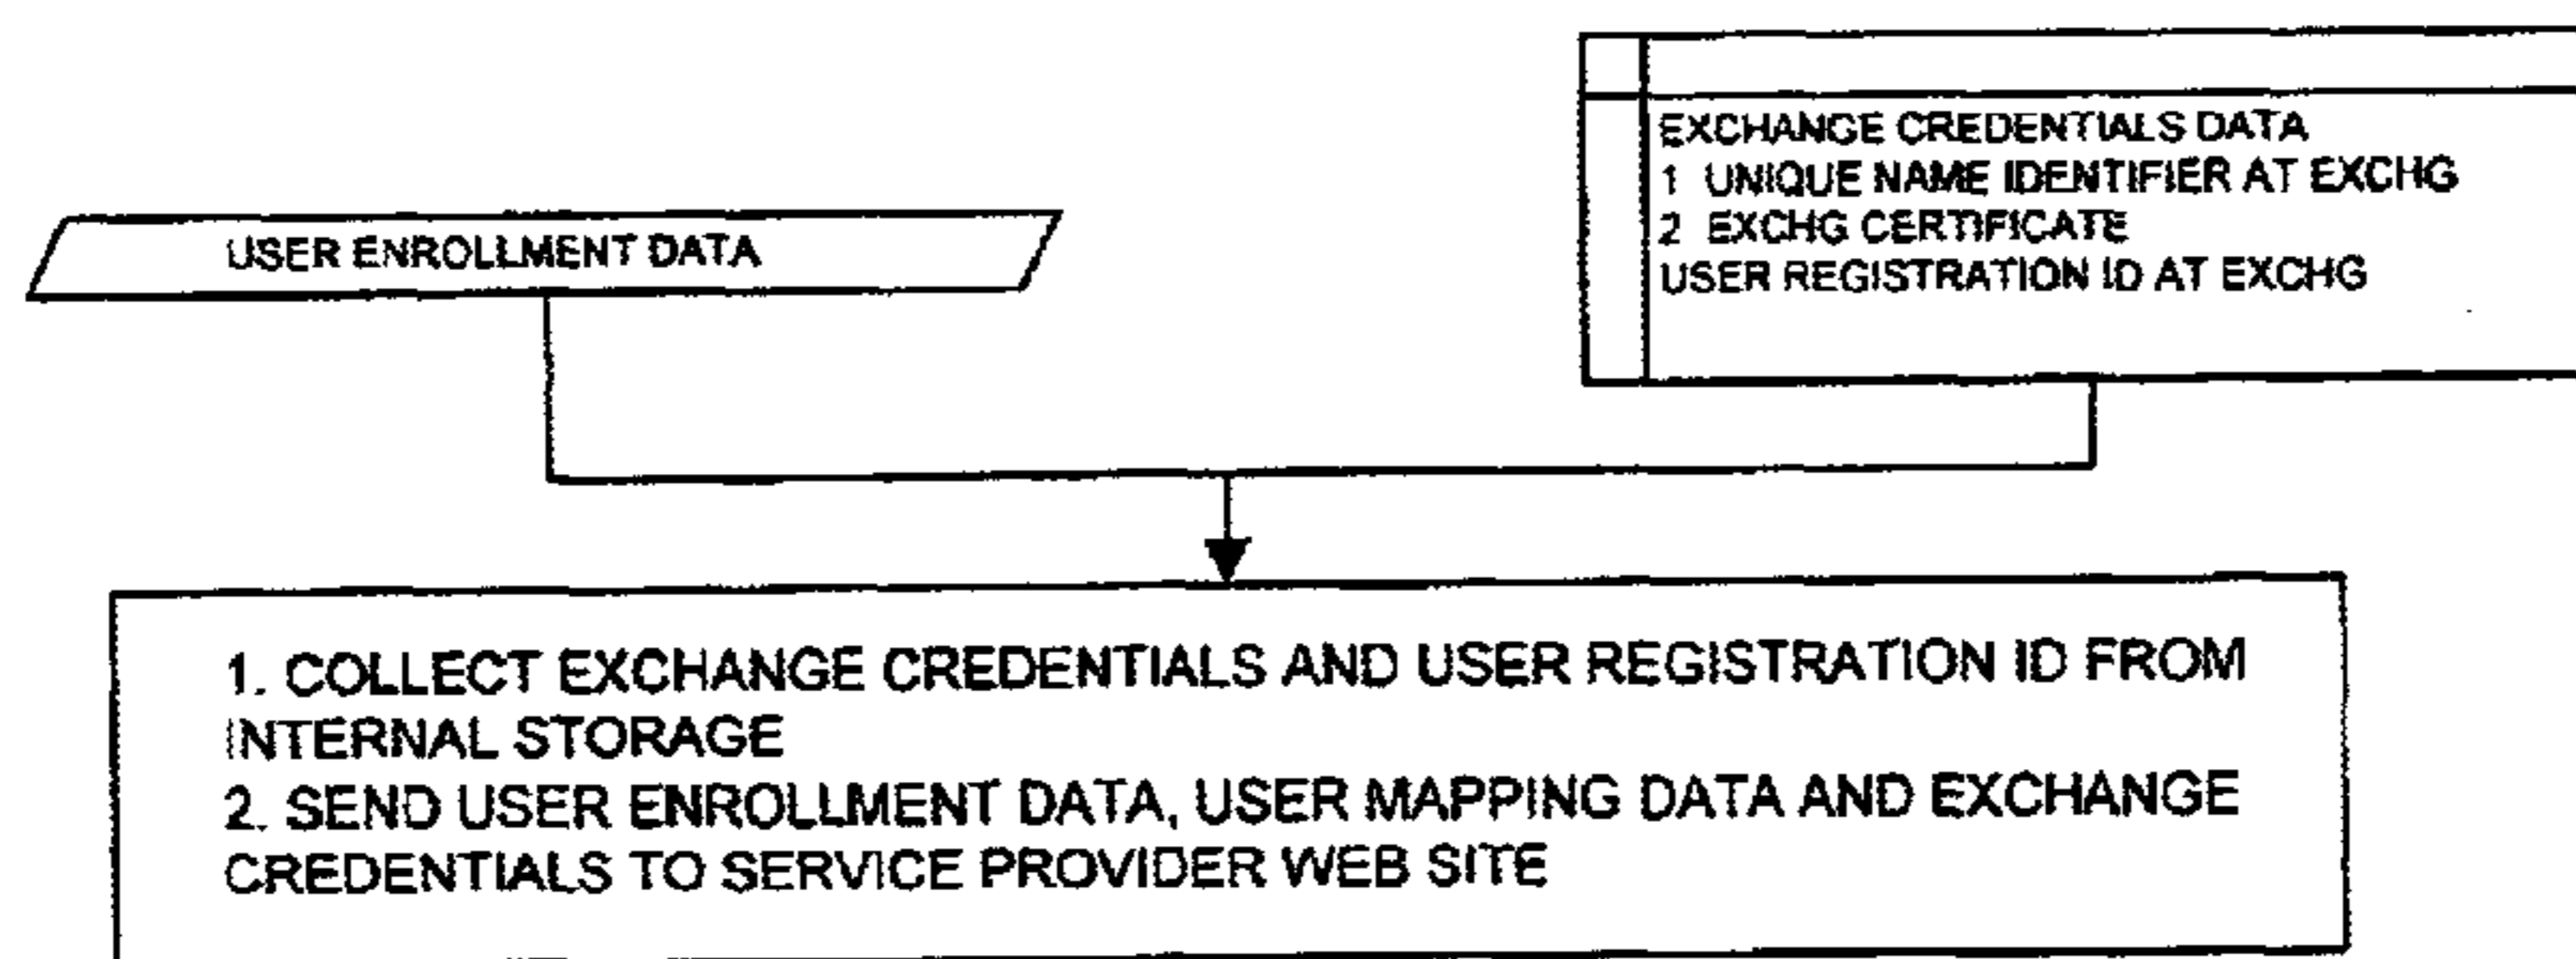 EXCHANGE CREDENTIALS DATA
1 UNIQUE NAME IDENTIFIER AT EXCHG
2 EXCHG CERTIFICATE
USER REGISTRATION ID AT EXCHG
USER ENROLLMENT DATA
1. COLLECT EXCHANGE CREDENTIALS AND USER REGISTRATION ID FROM
INTERNAL STORAGE
2. SEND USER ENROLLMENT DATA, USER MAPPING DATA AND EXCHANGE
CREDENTIALS TO SERVICE PROVIDER WEB SITE